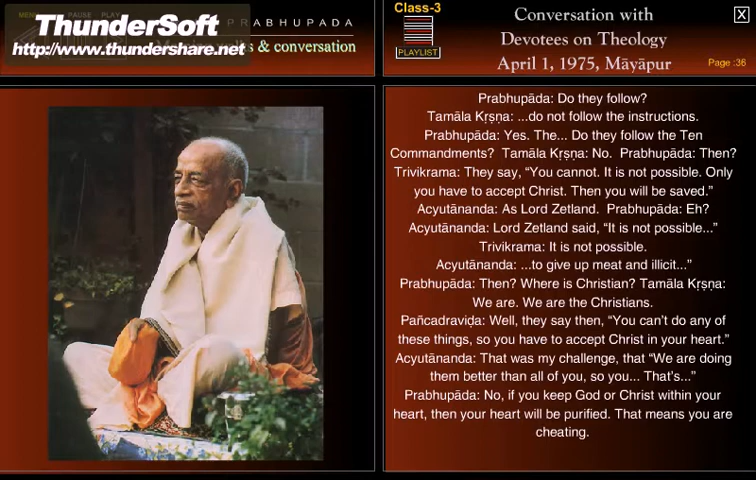 MENU PAUSE PLAY
ThunderSoft
PRABHUPADA
http://www.thundershare.net
& conversation
Class-3
PLAYLIST
Conversation with
Devotees on Theology
April 1, 1975, Māyāpur
X
Page :36
Prabhupāda: Do they follow?
Tamāla Kṛṣṇa: ...do not follow the instructions.
Prabhupāda: Yes. The... Do they follow the Ten
Commandments? Tamāla Kṛṣṇa: No. Prabhupāda: Then?
Trivikrama: They say, “You cannot. It is not possible. Only
you have to accept Christ. Then you will be saved.”
Acyutānanda: As Lord Zetland. Prabhupāda: Eh?
Acyutānanda: Lord Zetland said, “It is not possible...”
Trivikrama: It is not possible.
Acyutānanda: ...to give up meat and illicit...”
Prabhupāda: Then? Where is Christian? Tamāla Kṛṣṇa:
We are. We are the Christians.
Pañcadraviḍa: Well, they say then, “You can’t do any of
these things, so you have to accept Christ in your heart.”
Acyutānanda: That was my challenge, that “We are doing
them better than all of you, so you... That’s...”
Prabhupāda: No, if you keep God or Christ within your
heart, then your heart will be purified. That means you are
cheating.